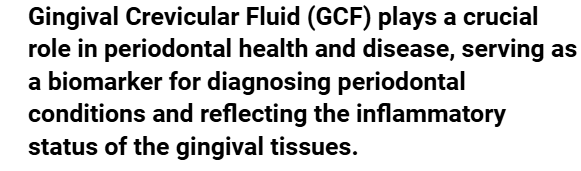 Gingival Crevicular Fluid (GCF) plays a crucial
role in periodontal health and disease, serving as
a biomarker for diagnosing periodontal
conditions and reflecting the inflammatory
status of the gingival tissues.